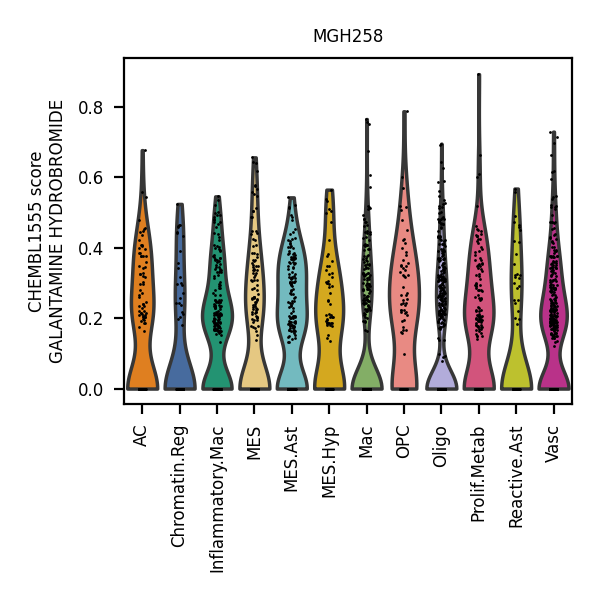 MGH258
CHEMBL1555 score
GALANTAMINE HYDROBROMIDE
0.8
0.6
0.4
0.2
0.0
AC
Chromatin.Reg
Inflammatory.Mac
MES
MES.Ast
MES.Hyp
Mac
OPC
Oligo
Prolif.Metab
Reactive.Ast
Vasc